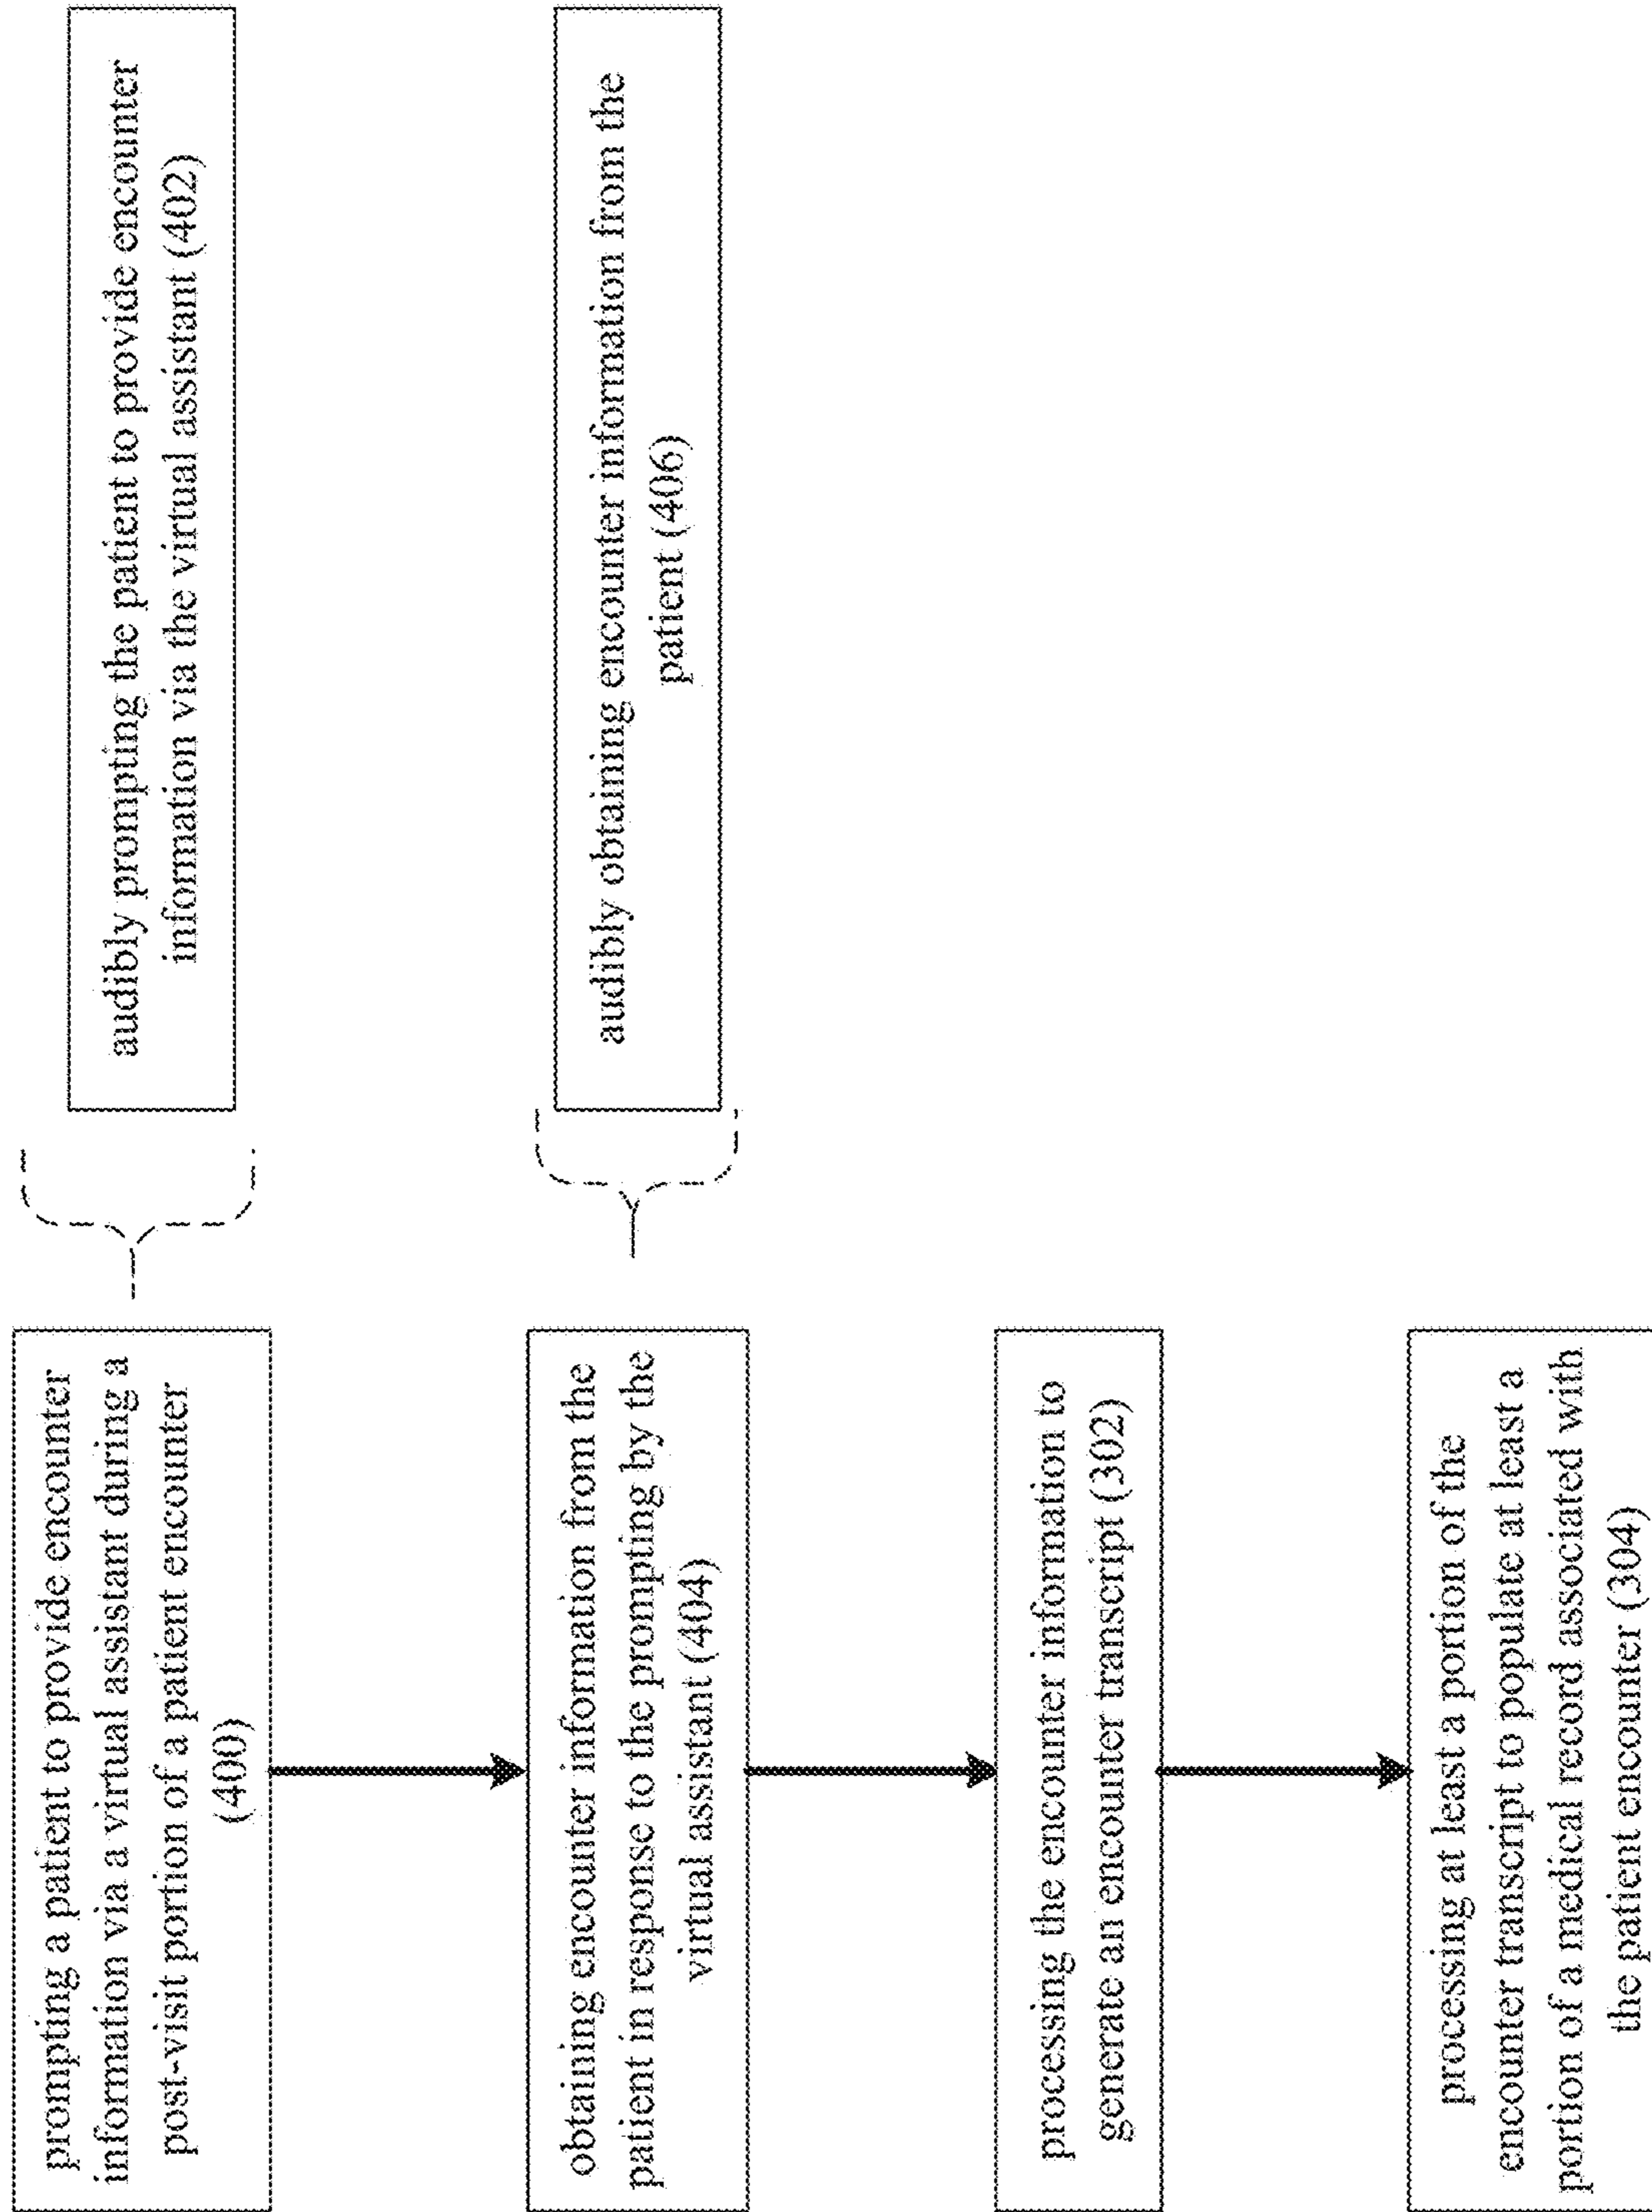 prompting a patient to provide encounter
information via a virtual assistant during a
post-visit portion of a patient encounter
(400)
audibly prompting the patient to provide encounter
information via the virtual assistant (402)
obtaining encounter information from the
patient in response to the prompting by the
virtual assistant (404)
audibly obtaining encounter information from the
patient (406)
processing the encounter information to
generate an encounter transcript (302)
processing at least a portion of the
encounter transcript to populate at least a
portion of a medical record associated with
the patient encounter (304)